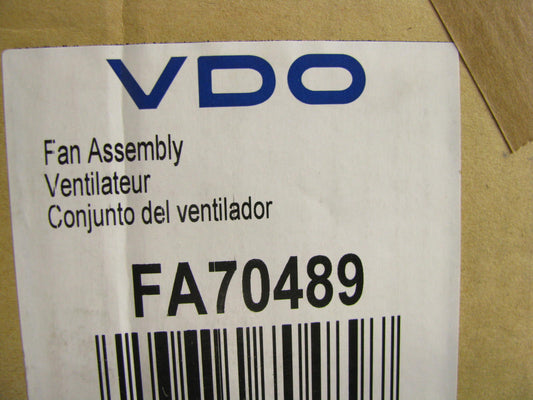 VDO
Fan Assembly
Ventilateur
Conjunto del ventilador
FA70489